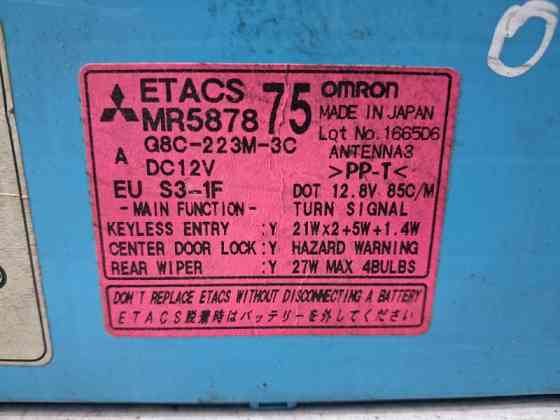 ETACS 75 OMRON
MR5878 MADE IN JAPAN
Lot No.1665D6
A Q8C-223M-3C ANTENNA3
DC12V >PP-T<
EU S3-1F DOT 12.8V 85C/M
-MAIN FUNCTION- TURN SIGNAL
KEYLESS ENTRY :Y 21W×2+5W+1.4W
CENTER DOOR LOCK:Y HAZARD WARNING
REAR WIPER :Y 27W MAX 4BULBS
DON'T REPLACE ETACS WITHOUT DISCONNECTING A BATTERY
ETACS脱着時はバッテリーを外してください